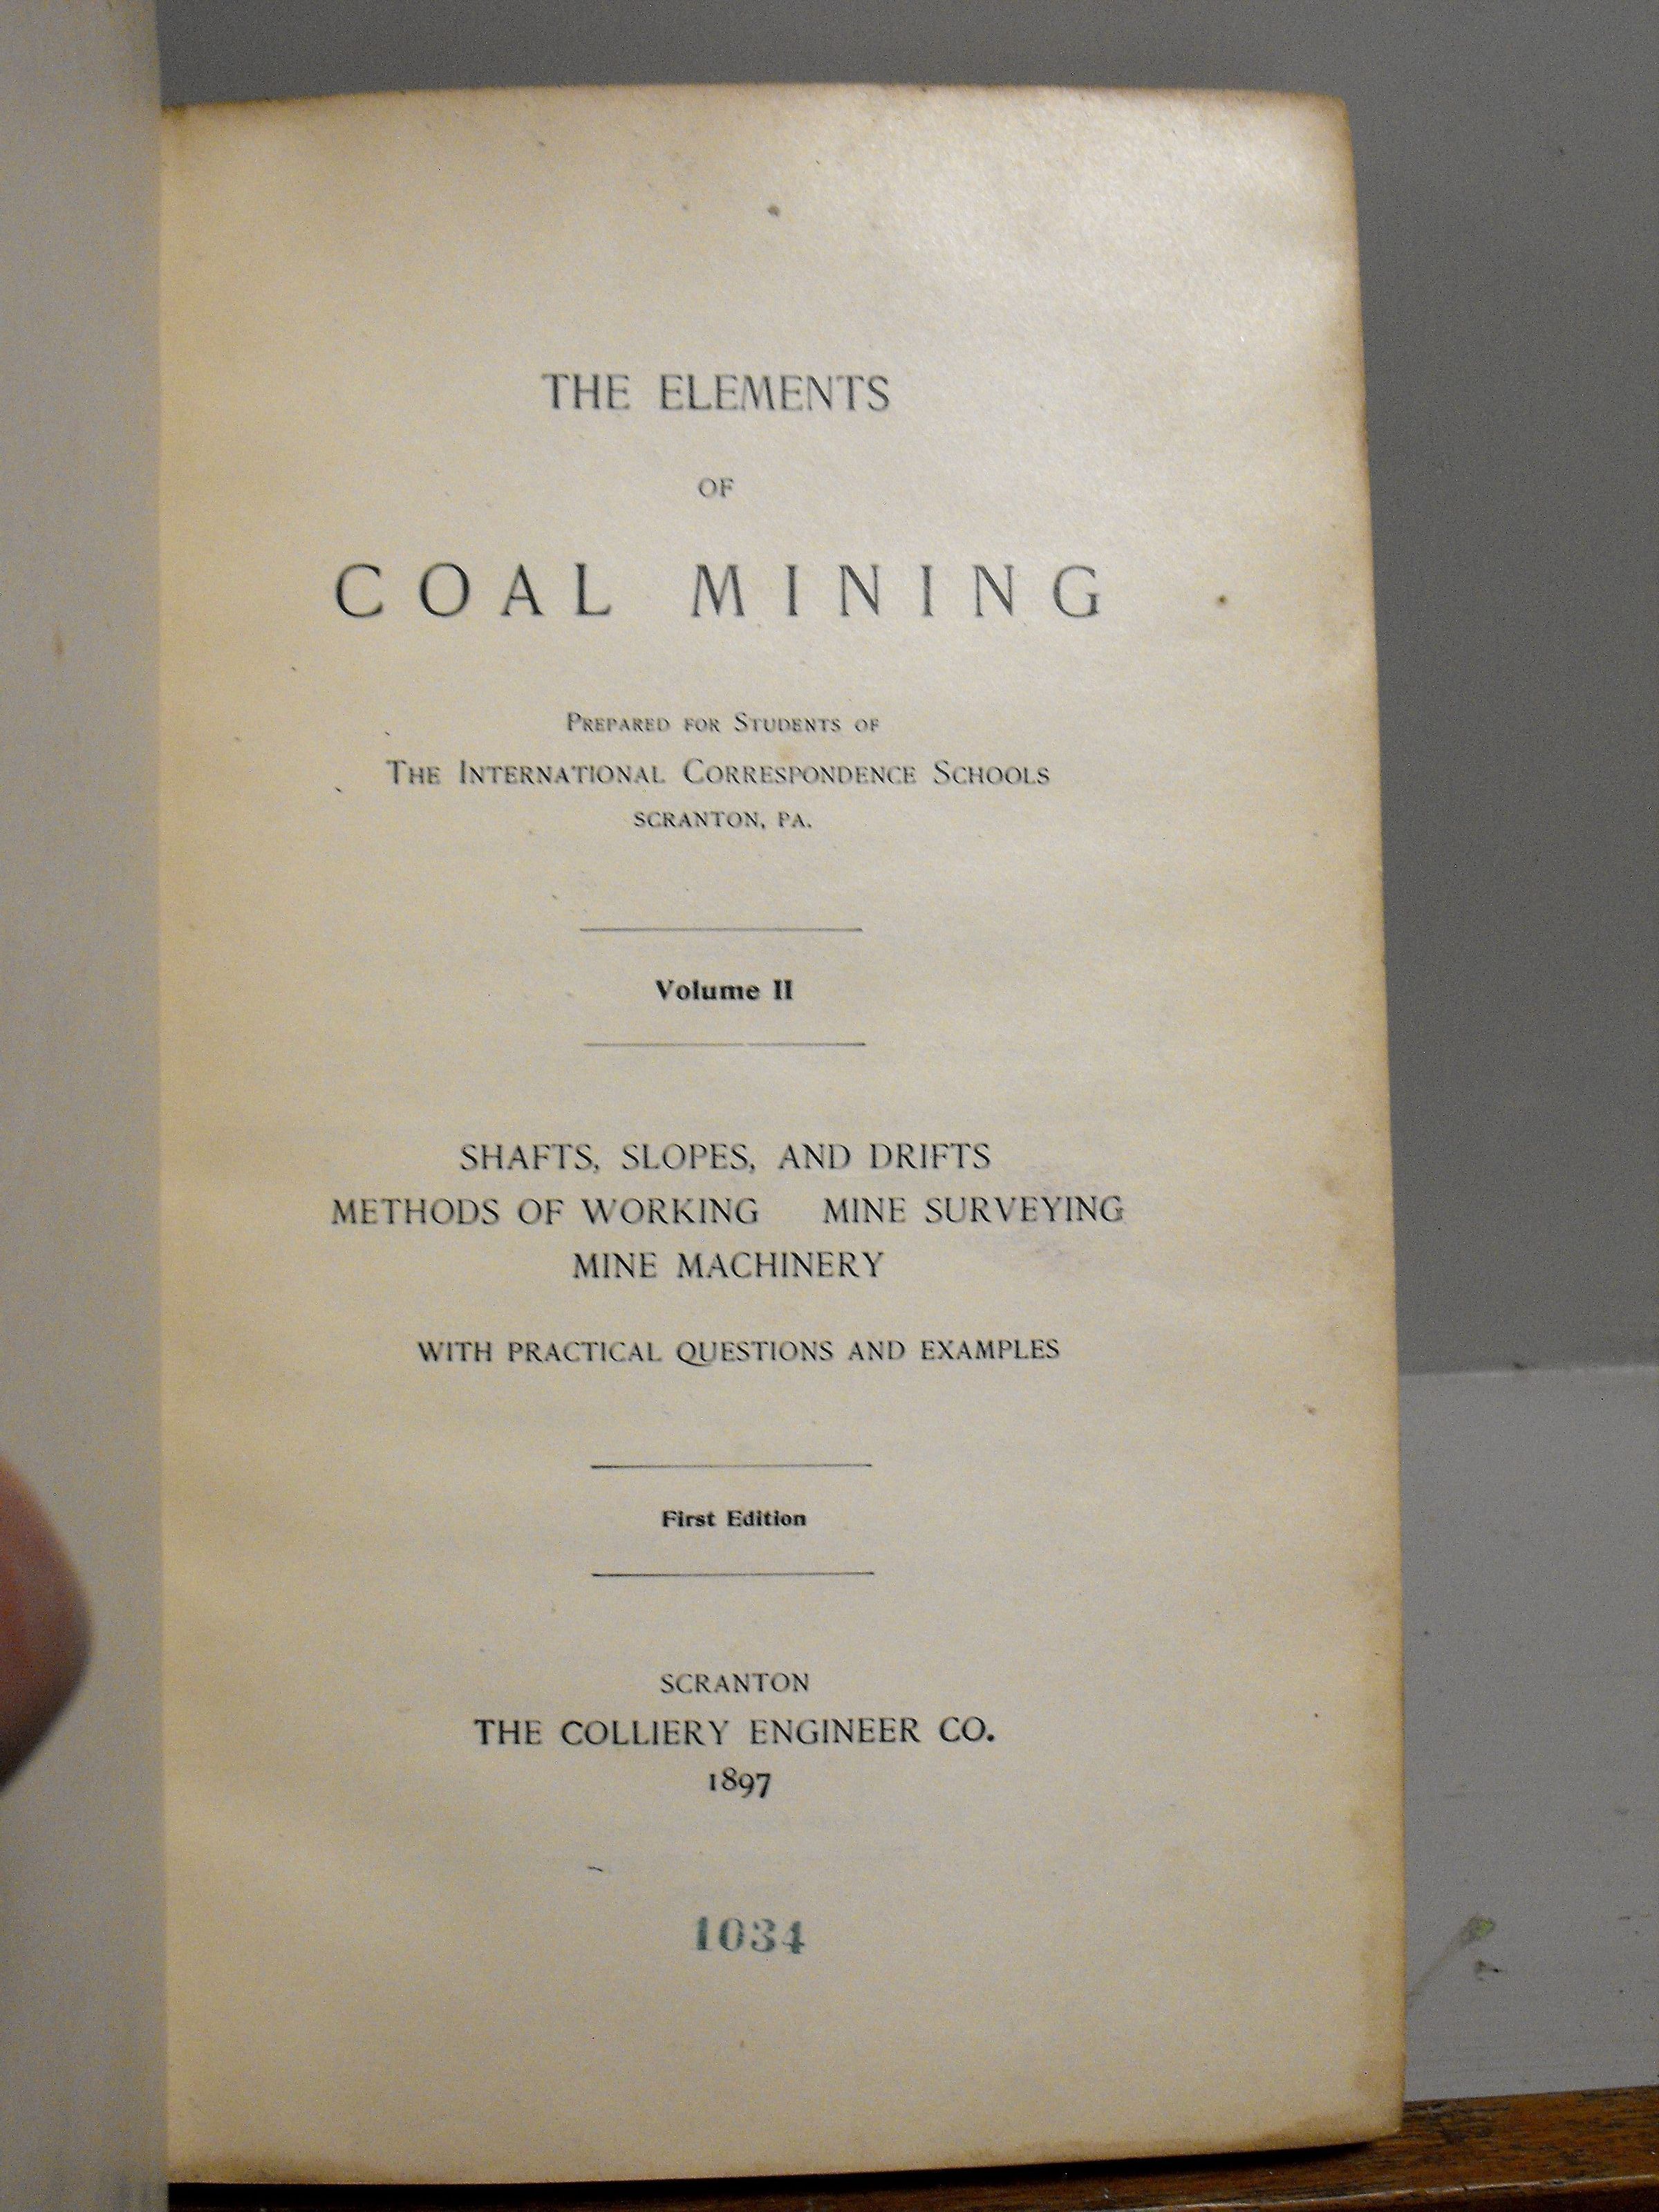 THE ELEMENTS
OF
COAL MINING
PREPARED FOR STUDENTS OF
THE INTERNATIONAL CORRESPONDENCE SCHOOLS
SCRANTON, PA.
Volume II
SHAFTS, SLOPES, AND DRIFTS
METHODS OF WORKING MINE SURVEYING
MINE MACHINERY
WITH PRACTICAL QUESTIONS AND EXAMPLES
First Edition
SCRANTON
THE COLLIERY ENGINEER CO.
1897
1034